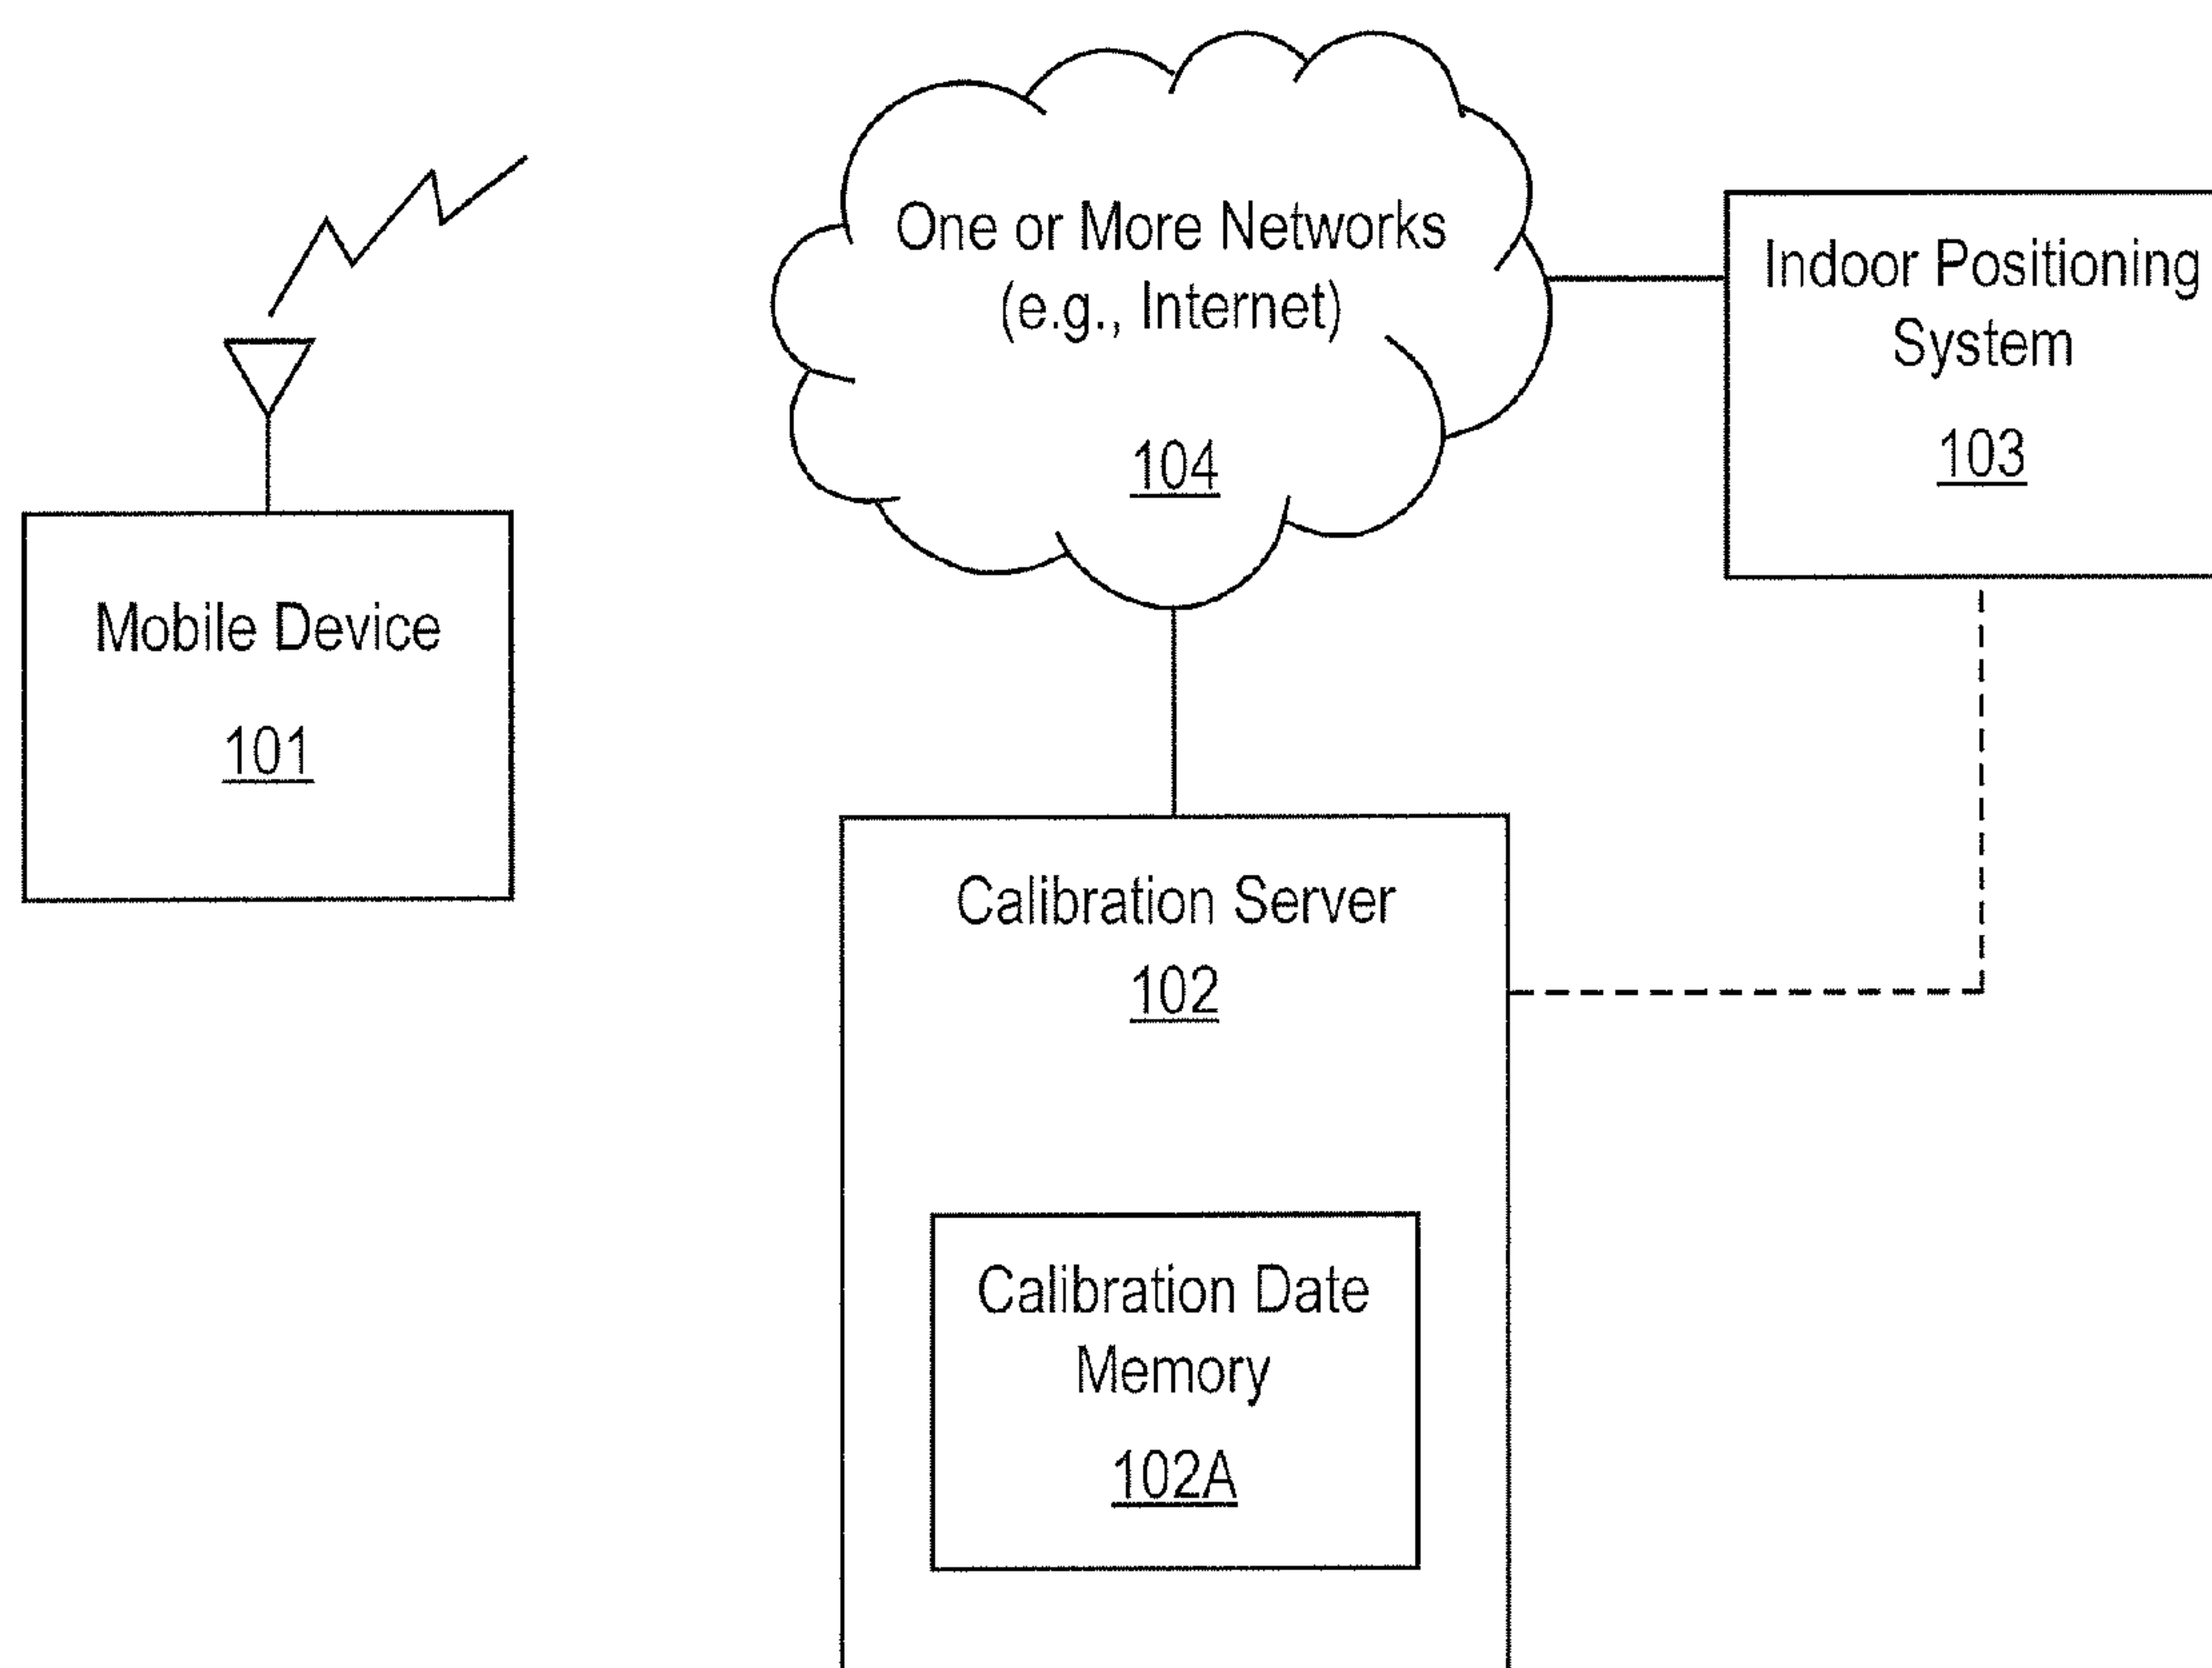 One or More Networks
(e.g., Internet)
104
Indoor Positioning
System
103
Mobile Device
101
Calibration Server
102
Calibration Date
Memory
102A